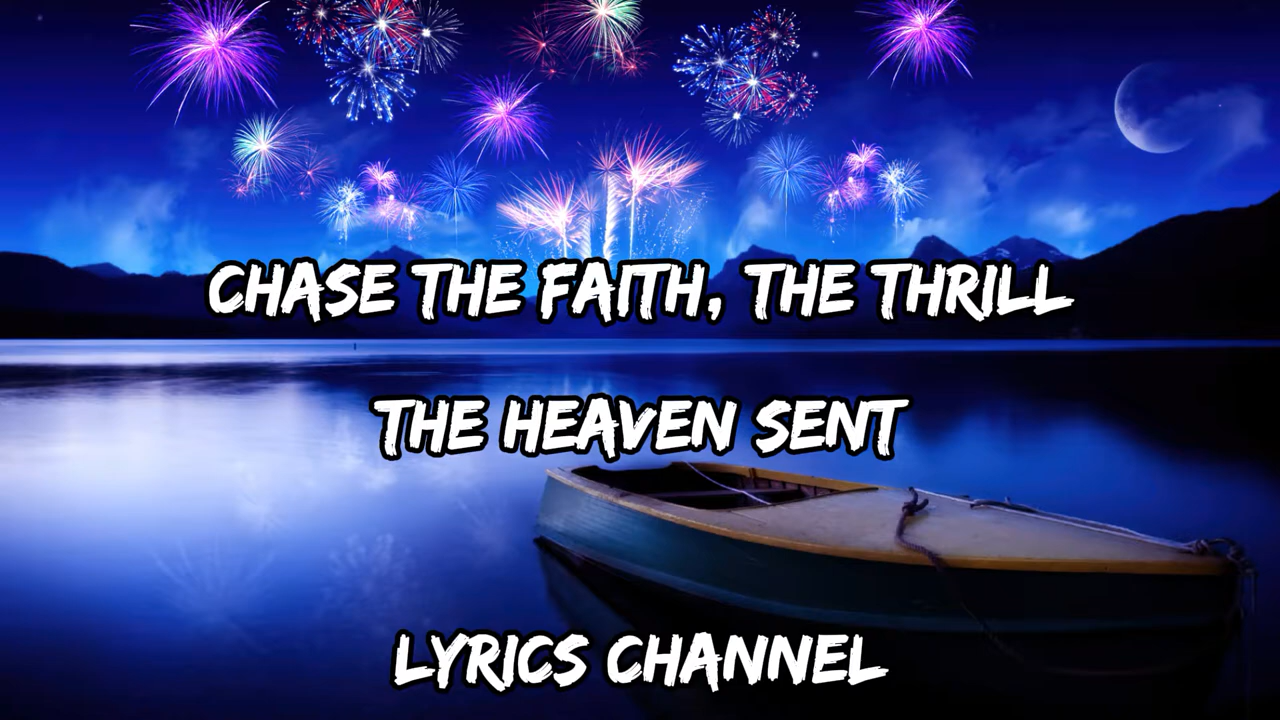 CHASE THE FAITH, THE THRILL
THE HEAVEN SENT
LYRICS CHANNEL